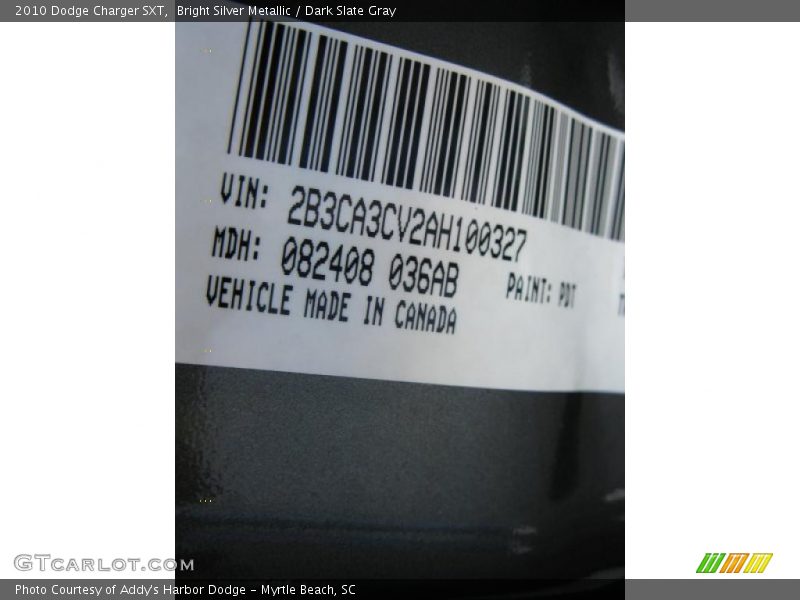 2010 Dodge Charger SXT, Bright Silver Metallic / Dark Slate Gray
VIN: 2B3CA3CV2AH100327
MDH: 082408 036AB PAINT: PDT
VEHICLE MADE IN CANADA
GTCARLOT.COM
Photo Courtesy of Addy's Harbor Dodge – Myrtle Beach, SC